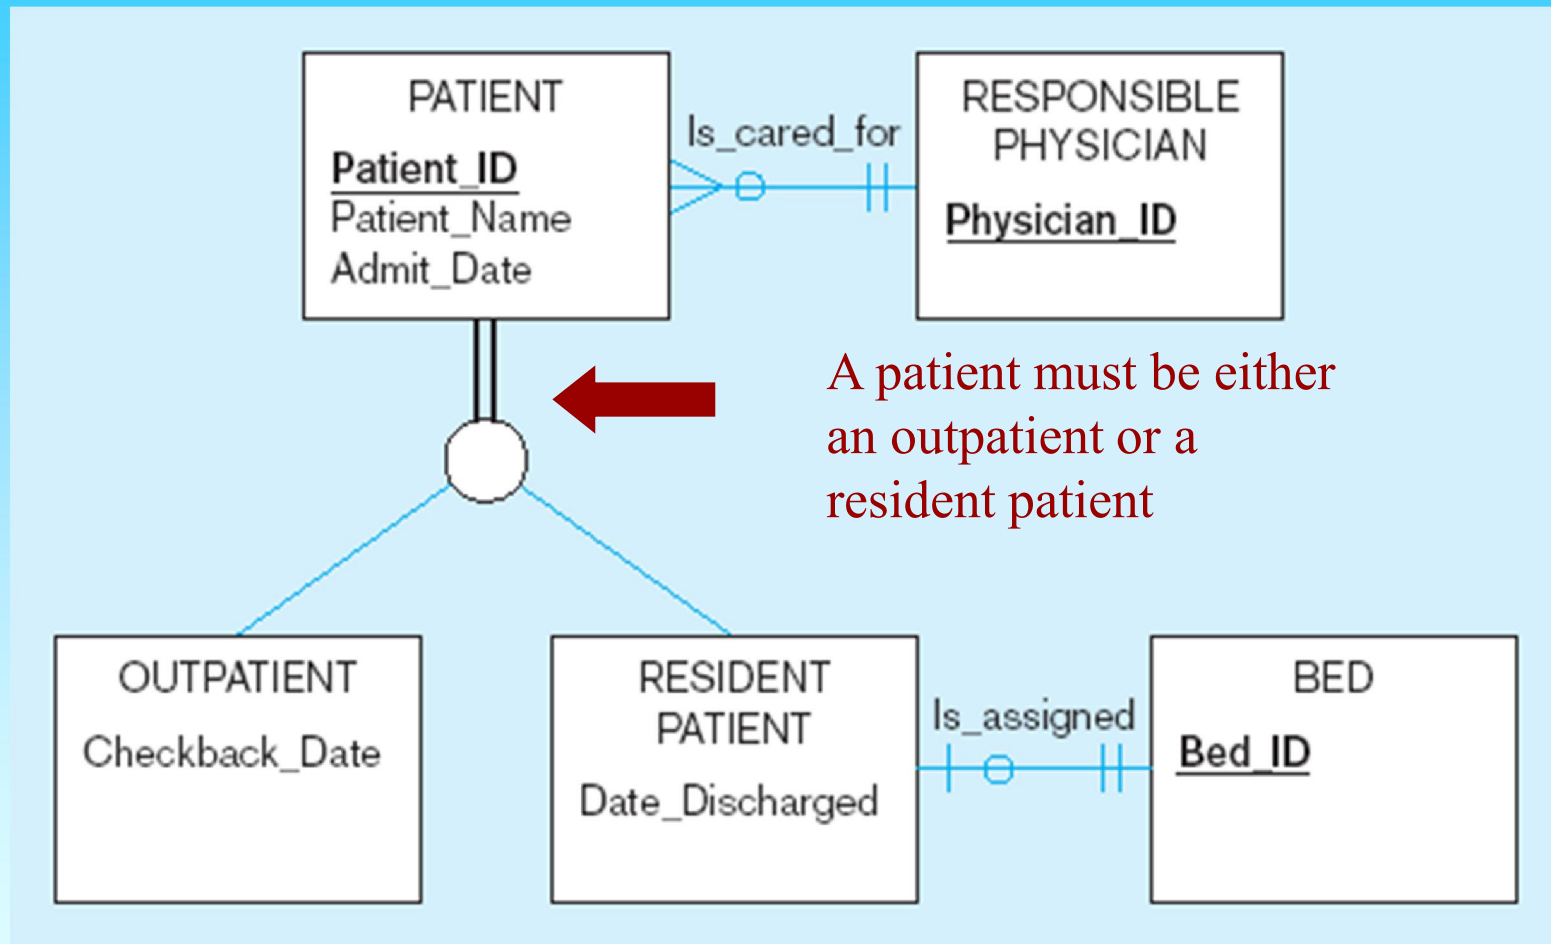 PATIENT
Patient_ID
Patient_Name
Admit_Date
Is_cared_for
RESPONSIBLE
PHYSICIAN
Physician_ID
A patient must be either
an outpatient or a
resident patient
OUTPATIENT
Checkback_Date
RESIDENT
PATIENT
Date_Discharged
Is_assigned
BED
Bed_ID